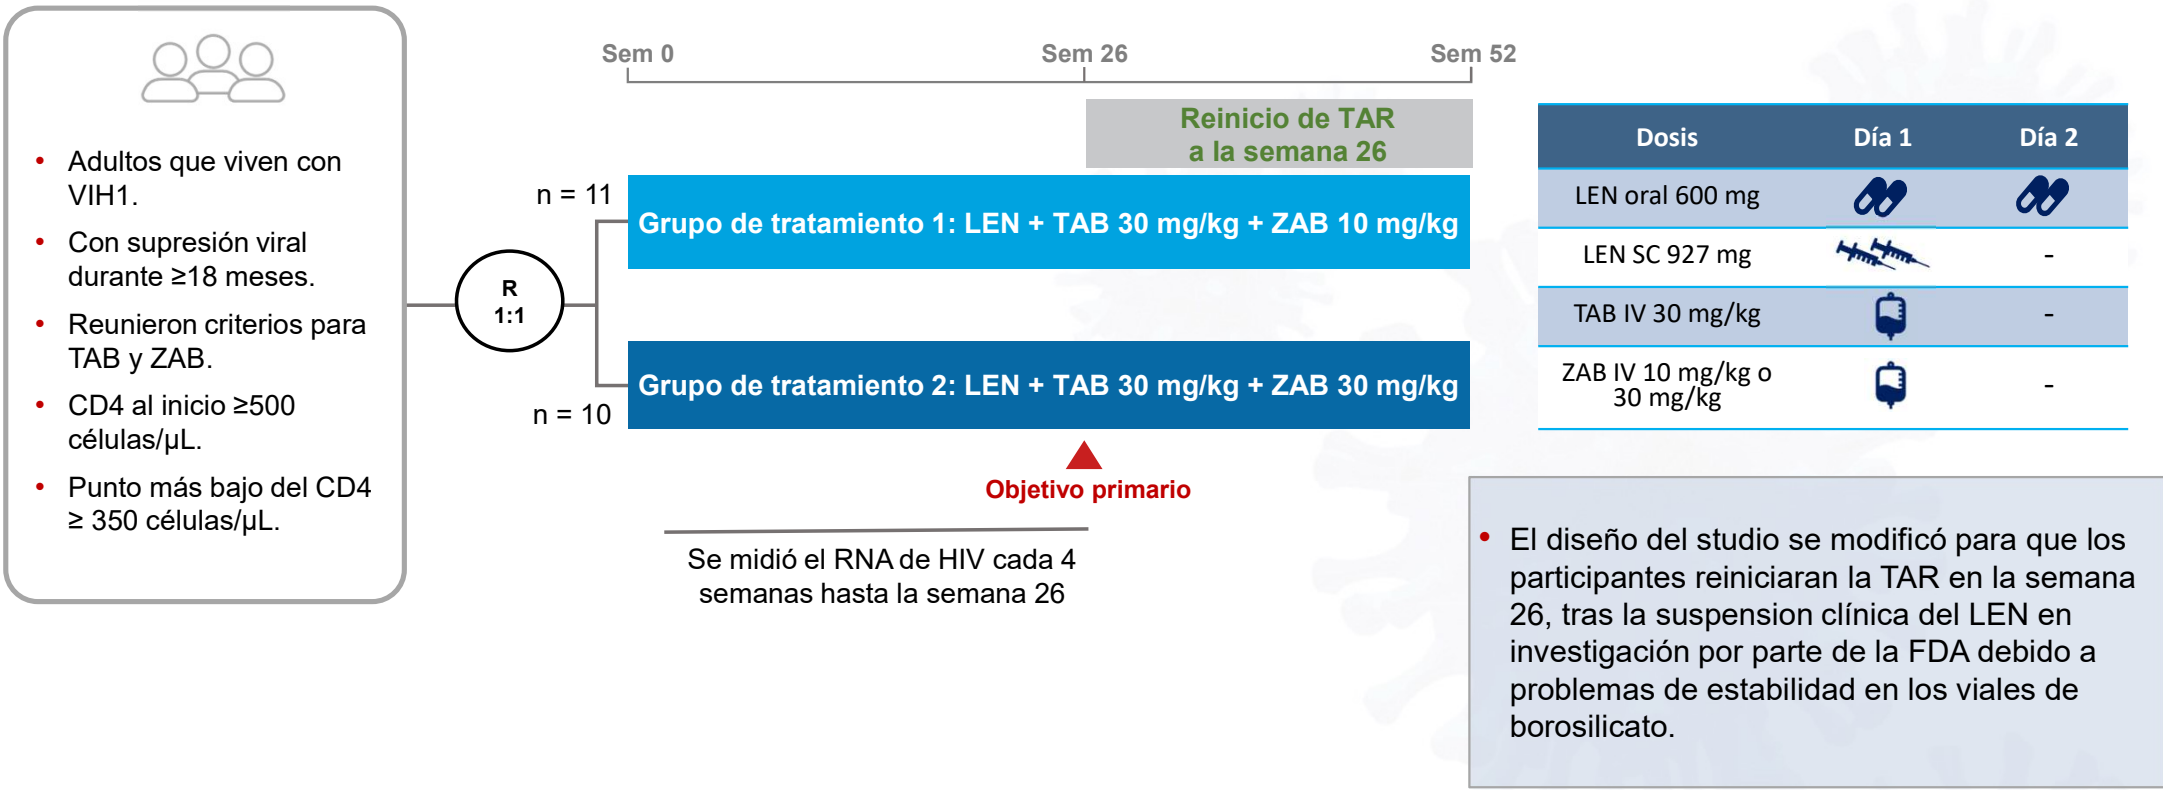 • Adultos que viven con
VIH1.
• Con supresión viral
durante ≥18 meses.
• Reunieron criterios para
TAB y ZAB.
• CD4 al inicio ≥500
células/µL.
• Punto más bajo del CD4
≥ 350 células/µL.
R
1:1
n = 11
n = 10
Sem 0
Sem 26
Sem 52
Reinicio de TAR
a la semana 26
Grupo de tratamiento 1: LEN + TAB 30 mg/kg + ZAB 10 mg/kg
Grupo de tratamiento 2: LEN + TAB 30 mg/kg + ZAB 30 mg/kg
Objetivo primario
Se midió el RNA de HIV cada 4
semanas hasta la semana 26
Dosis Día 1 Día 2
LEN oral 600 mg
LEN SC 927 mg -
TAB IV 30 mg/kg -
ZAB IV 10 mg/kg o
30 mg/kg -
• El diseño del studio se modificó para que los
participantes reiniciaran la TAR en la semana
26, tras la suspension clínica del LEN en
investigación por parte de la FDA debido a
problemas de estabilidad en los viales de
borosilicato.